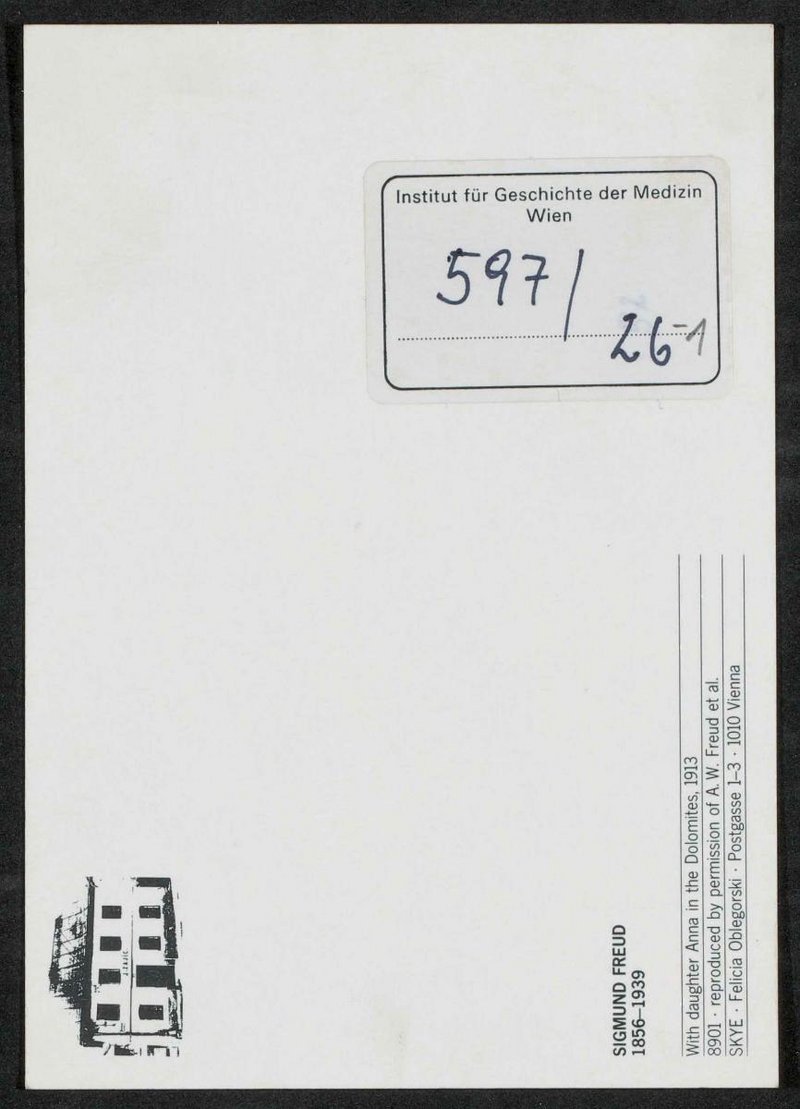 Institut für Geschichte der Medizin
Wien
597/
26-1
SIGMUND FREUD
1856–1939
With daughter Anna in the Dolomites, 1913
8901 · reproduced by permission of A. W. Freud et al.
SKYE · Felicia Oblegorski · Postgasse 1–3 · 1010 Vienna